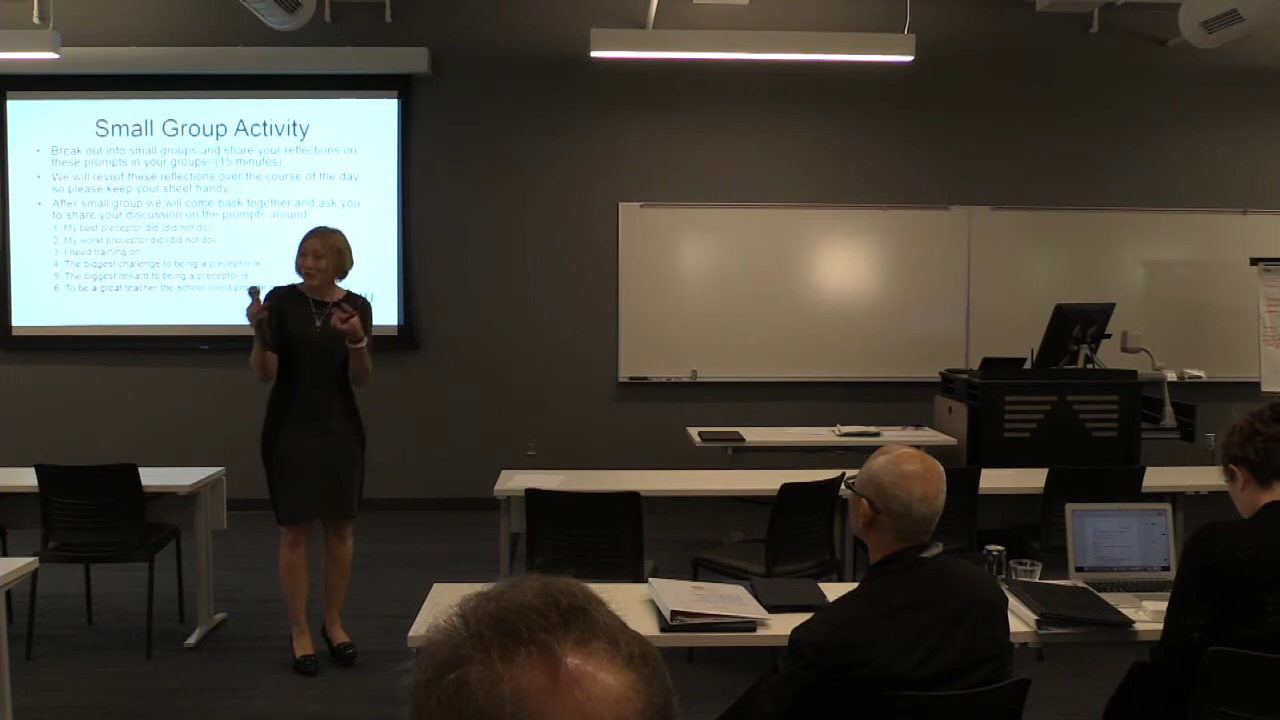 Small Group Activity
• Break out into small groups and share your reflections on
these prompts in your groups- (15 minutes)
• We will revisit these reflections over the course of the day
so please keep your sheet handy.
• After small group we will come back together and ask you
to share your discussion on the prompts around:
1. My best preceptor did (did not do)...
2. My worst preceptor did (did not do)...
3. I need training on:
4. The biggest challenge to being a preceptor is
5. The biggest reward to being a preceptor is
6. To be a great teacher the school could